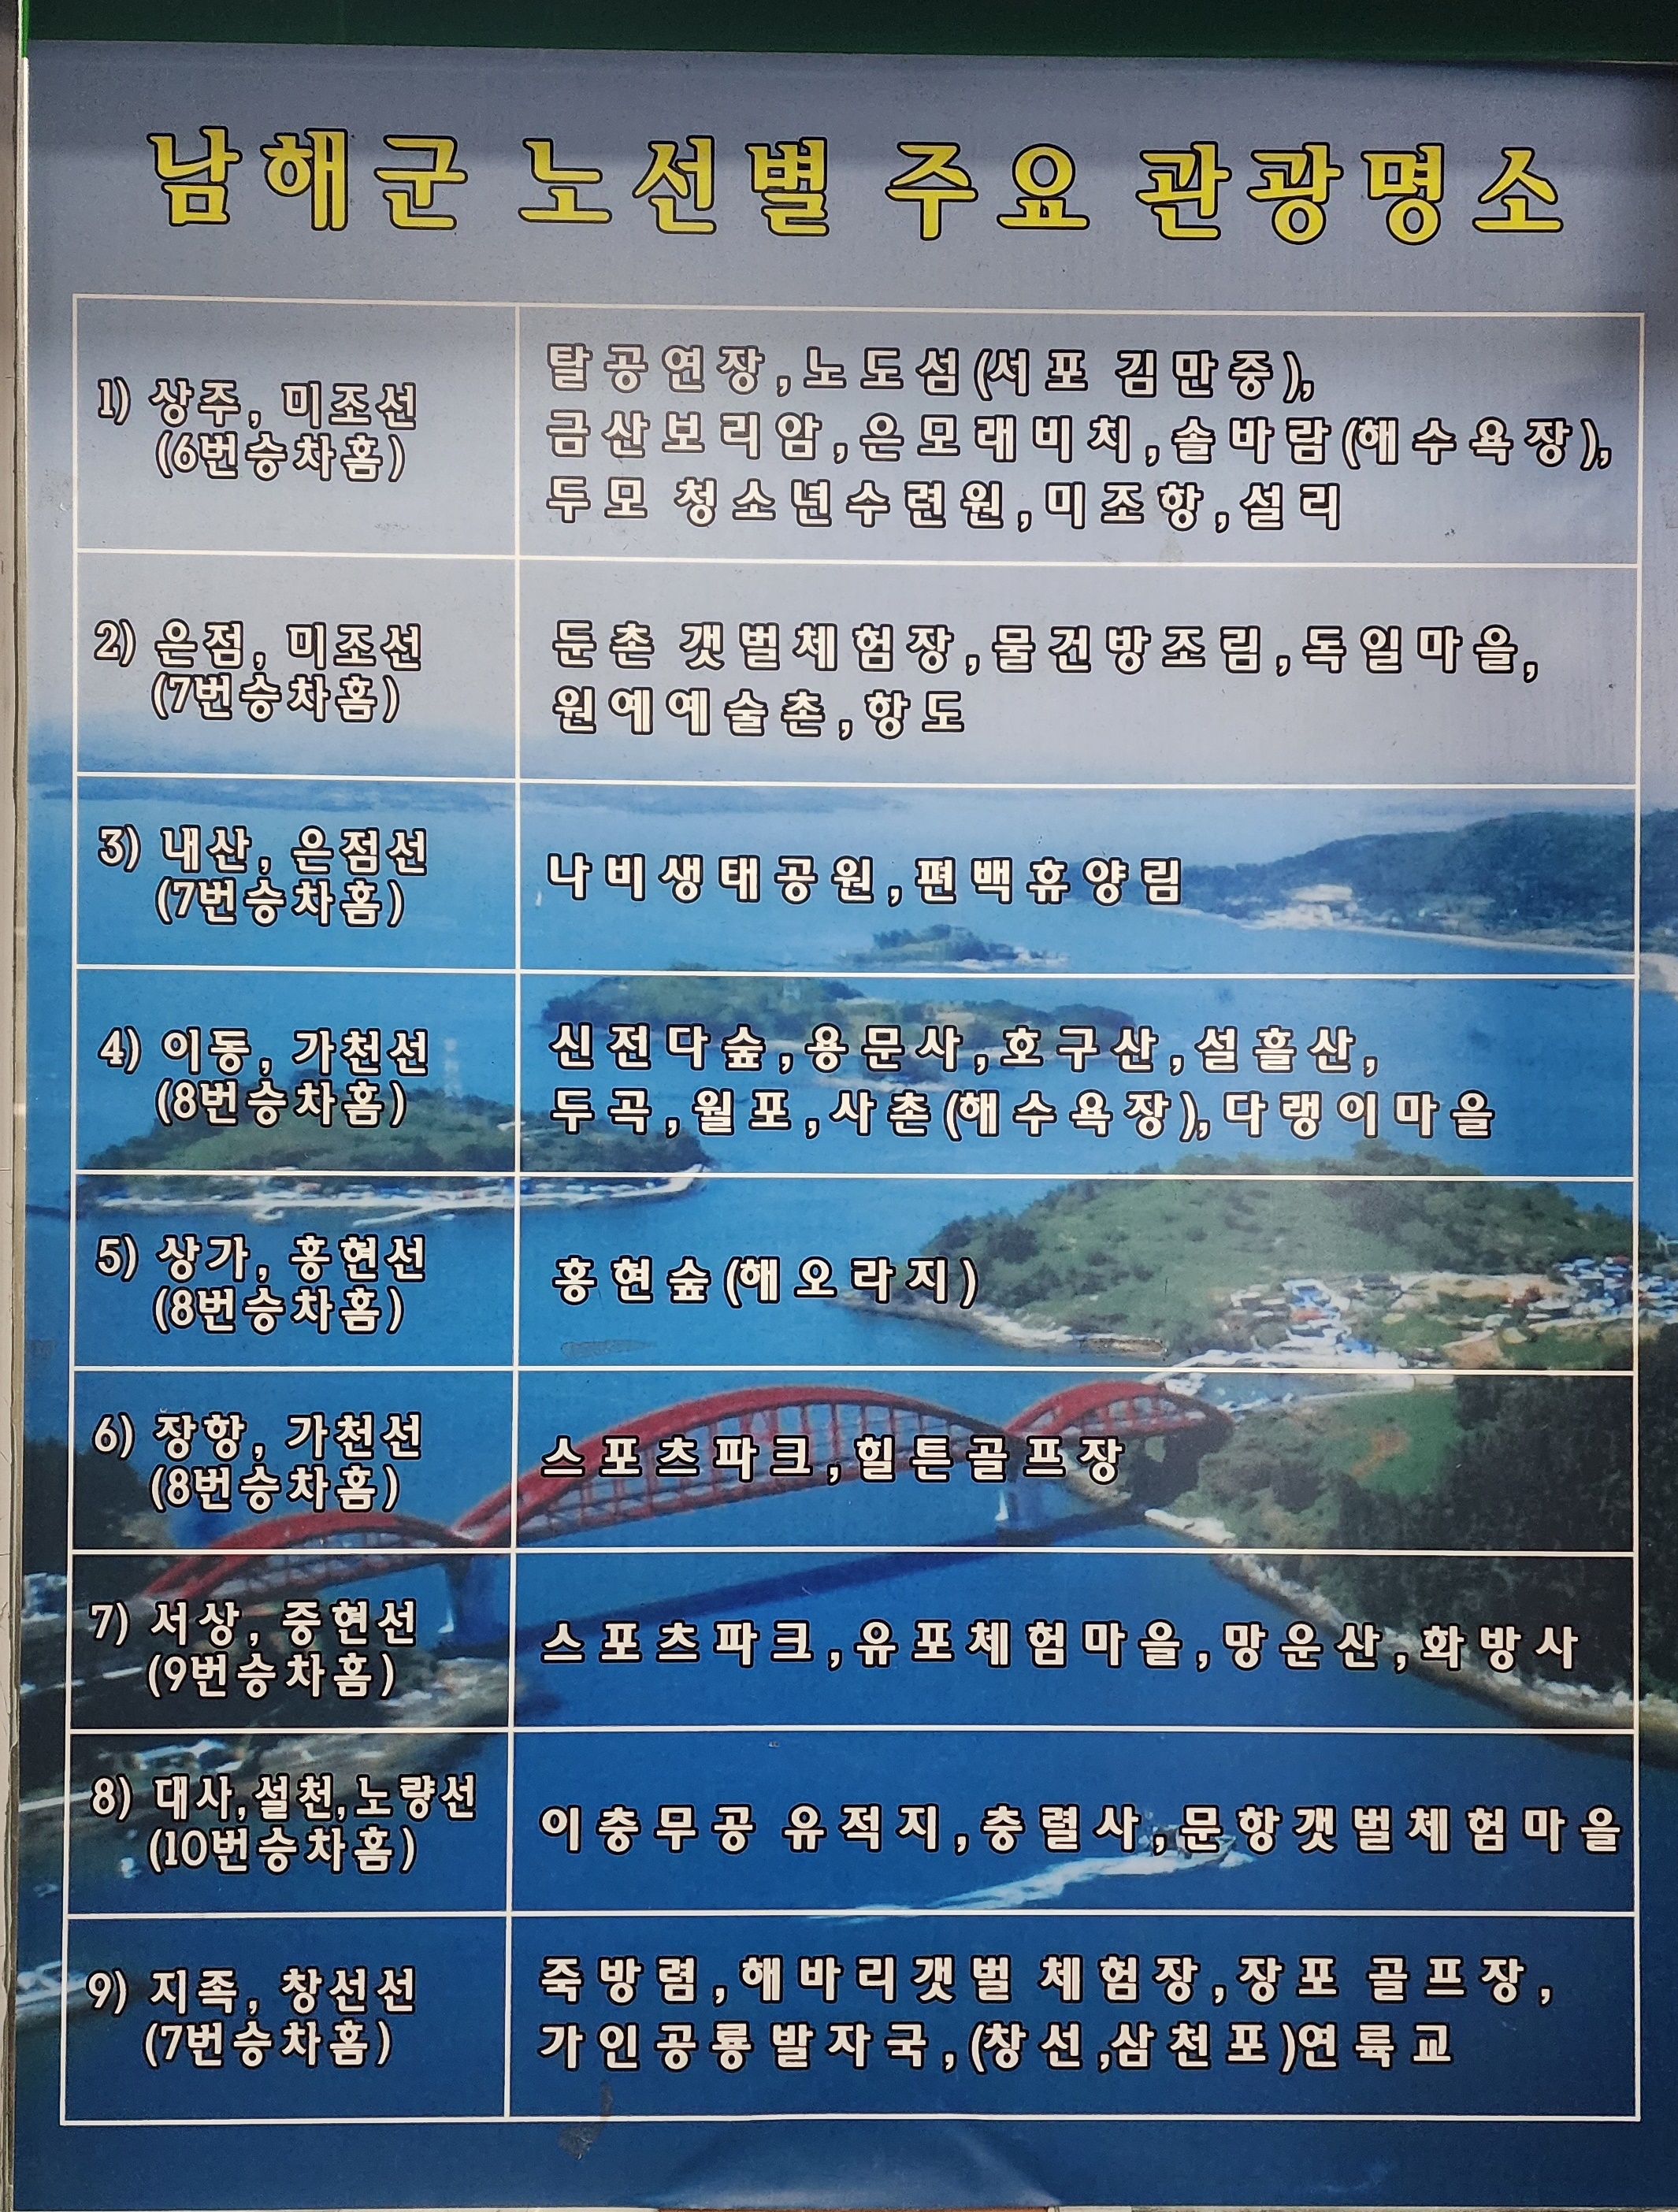 남해군 노선별 주요 관광명소
1) 상주, 미조선
(6번승차홈)
탈공연장,노도섬(서포 김만중),
금산보리암,은모래비치,솔바람(해수욕장),
두모 청소년수련원,미조항,설리
2) 은점, 미조선
(7번승차홈)
둔촌 갯벌체험장,물건방조림,독일마을,
원예예술촌,항도
3) 내산, 은점선
(7번승차홈)
나비생태공원,편백휴양림
4) 이동, 가천선
(8번승차홈)
신전다숲,용문사,호구산,설흘산,
두곡,월포,사촌(해수욕장),다랭이마을
5) 상가, 홍현선
(8번승차홈)
홍현숲(해오라지)
6) 장항, 가천선
(8번승차홈)
스포츠파크,힐튼골프장
7) 서상, 중현선
(9번승차홈)
스포츠파크,유포체험마을,망운산,화방사
8) 대사,설천,노량선
(10번승차홈)
이충무공 유적지,충렬사,문항갯벌체험마을
9) 지족, 창선선
(7번승차홈)
죽방렴,해바리갯벌 체험장,장포 골프장,
가인공룡발자국,(창선,삼천포)연륙교